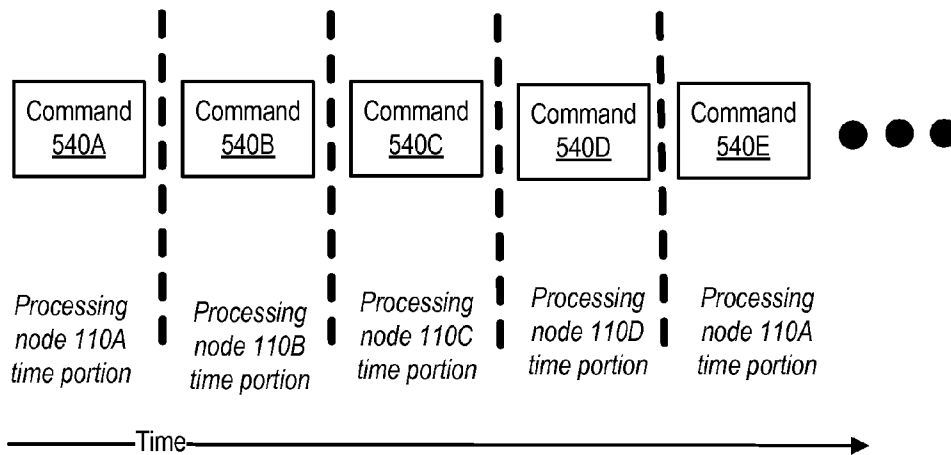 Command
540A
Command
540B
Command
540C
Command
540D
Command
540E
Processing
node 110A
time portion
Processing
node 110B
time portion
Processing
node 110C
time portion
Processing
node 110D
time portion
Processing
node 110A
time portion
Time